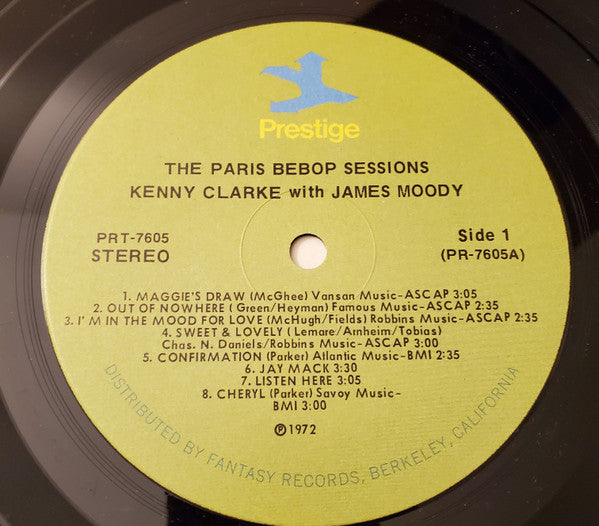 Prestige
THE PARIS BEBOP SESSIONS
KENNY CLARKE with JAMES MOODY
PRT-7605
STEREO
Side 1
(PR-7605A)
1. MAGGIE'S DRAW (McGhee) Vansan Music-ASCAP 3:05
2. OUT OF NOWHERE ( Green/Heyman) Famous Music-ASCAP 2:35
3. I'M IN THE MOOD FOR LOVE (McHugh/Fields) Robbins Music-ASCAP 2:35
4. SWEET & LOVELY ( Lemare/Arnheim/Tobias)
Chas. N. Daniels/Robbins Music-ASCAP 3:00
5. CONFIRMATION (Parker) Atlantic Music-BMI 2:35
6. JAY MACK 3:30
7. LISTEN HERE 3:05
8. CHERYL (Parker) Savoy Music-
BMI 3:00
℗ 1972
DISTRIBUTED BY FANTASY RECORDS, BERKELEY, CALIFORNIA